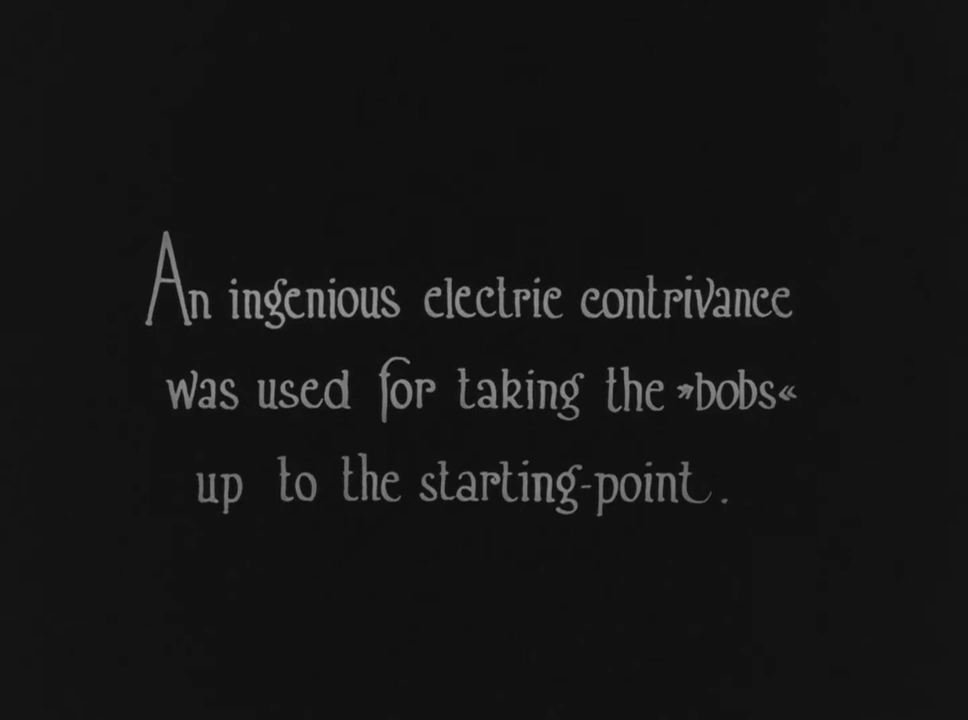 An ingenious electric contrivance
was used for taking the »bobs«
up to the starting-point.